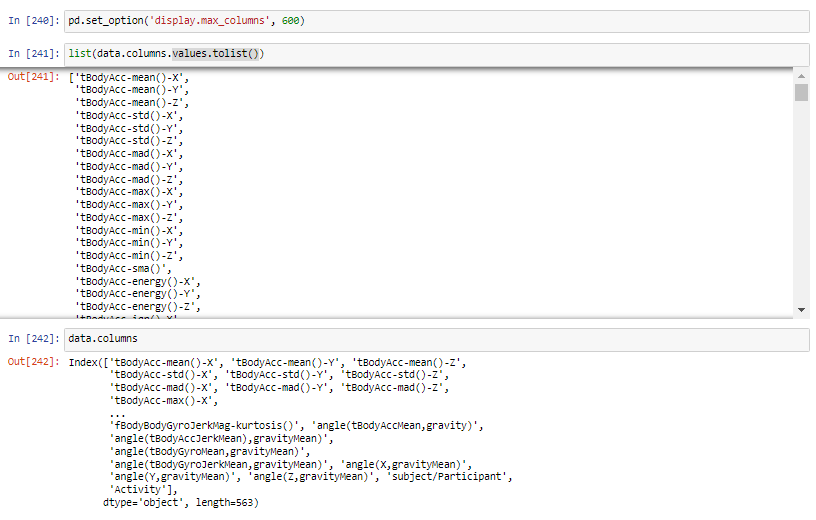 In [240]: pd.set_option('display.max_columns', 600)
In [241]: list(data.columns.values.tolist())
Out[241]: ['tBodyAcc-mean()-X',
'tBodyAcc-mean()-Y',
'tBodyAcc-mean()-Z',
'tBodyAcc-std()-X',
'tBodyAcc-std()-Y',
'tBodyAcc-std()-Z',
'tBodyAcc-mad()-X',
'tBodyAcc-mad()-Y',
'tBodyAcc-mad()-Z',
'tBodyAcc-max()-X',
'tBodyAcc-max()-Y',
'tBodyAcc-max()-Z',
'tBodyAcc-min()-X',
'tBodyAcc-min()-Y',
'tBodyAcc-min()-Z',
'tBodyAcc-sma()',
'tBodyAcc-energy()-X',
'tBodyAcc-energy()-Y',
'tBodyAcc-energy()-Z',
In [242]: data.columns
Out[242]: Index(['tBodyAcc-mean()-X', 'tBodyAcc-mean()-Y', 'tBodyAcc-mean()-Z',
'tBodyAcc-std()-X', 'tBodyAcc-std()-Y', 'tBodyAcc-std()-Z',
'tBodyAcc-mad()-X', 'tBodyAcc-mad()-Y', 'tBodyAcc-mad()-Z',
'tBodyAcc-max()-X',
...
'fBodyBodyGyroJerkMag-kurtosis()', 'angle(tBodyAccMean,gravity)',
'angle(tBodyAccJerkMean),gravityMean)',
'angle(tBodyGyroMean,gravityMean)',
'angle(tBodyGyroJerkMean,gravityMean)', 'angle(X,gravityMean)',
'angle(Y,gravityMean)', 'angle(Z,gravityMean)', 'subject/Participant',
'Activity'],
dtype='object', length=563)